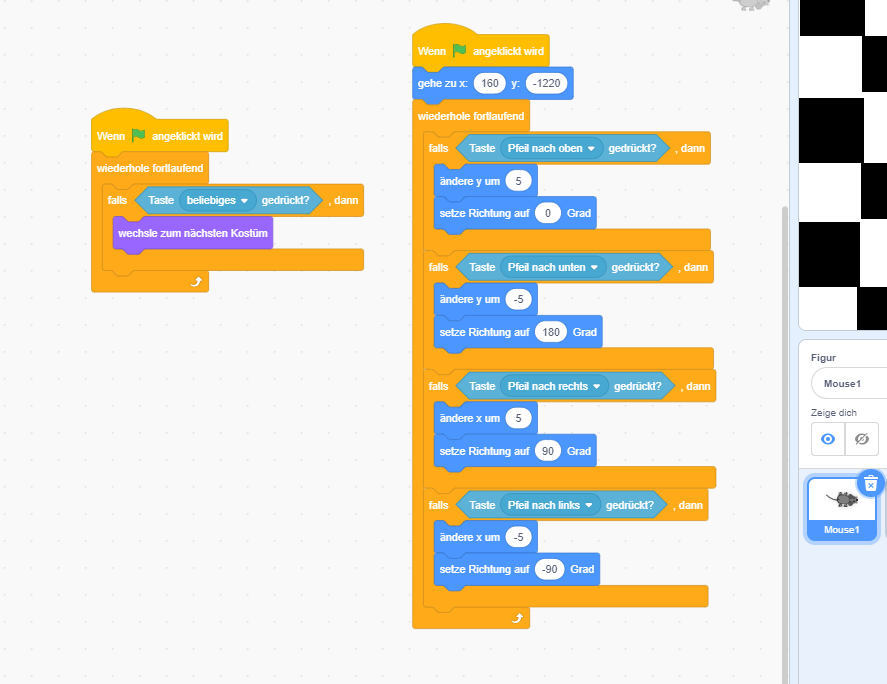 Wenn angeklickt wird
wiederhole fortlaufend
falls Taste beliebiges gedrückt? , dann
wechsle zum nächsten Kostüm
Wenn angeklickt wird
gehe zu x: 160 y: -1220
wiederhole fortlaufend
falls Taste Pfeil nach oben gedrückt? , dann
ändere y um 5
setze Richtung auf 0 Grad
falls Taste Pfeil nach unten gedrückt? , dann
ändere y um -5
setze Richtung auf 180 Grad
falls Taste Pfeil nach rechts gedrückt? , dann
ändere x um 5
setze Richtung auf 90 Grad
falls Taste Pfeil nach links gedrückt? , dann
ändere x um -5
setze Richtung auf -90 Grad
Figur
Mouse1
Zeige dich
Mouse1